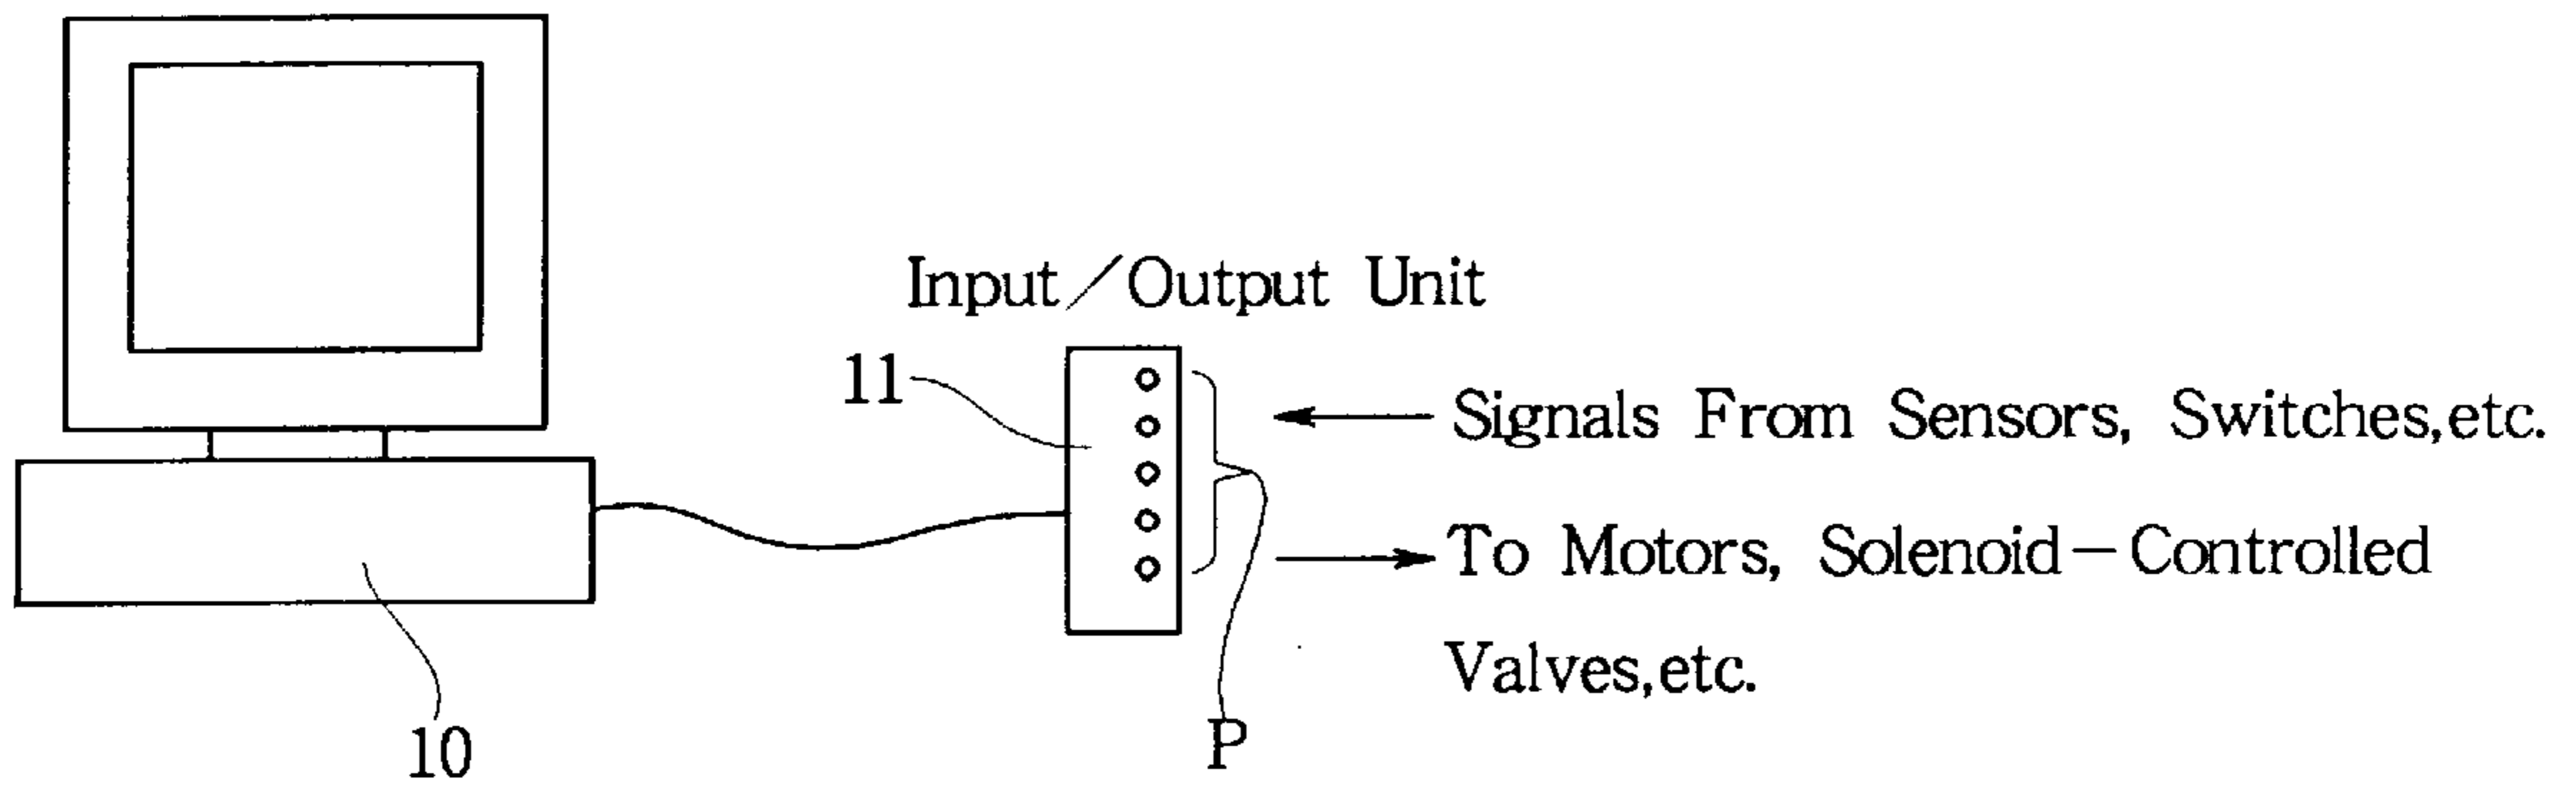 Input/Output Unit
11
Signals From Sensors, Switches,etc.
To Motors, Solenoid-Controlled
Valves,etc.
10
P